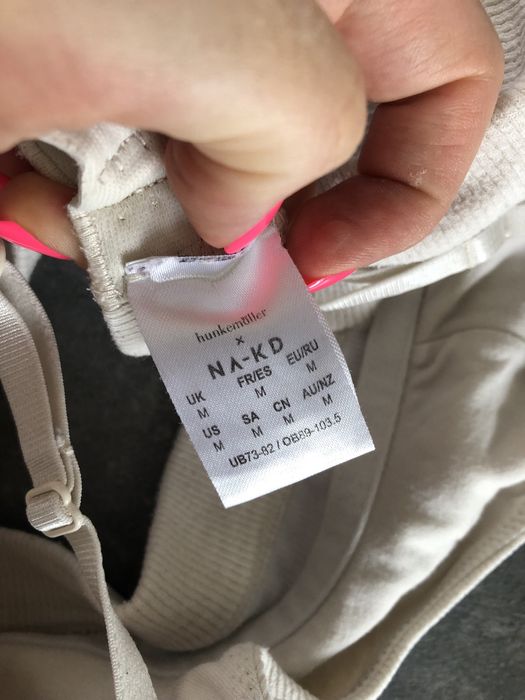 hunkemöller
x
NA-KD
UK FR/ES EU/RU
M M M
US SA CN AU/NZ
M M M M
UB73-82 / OB89-103.5